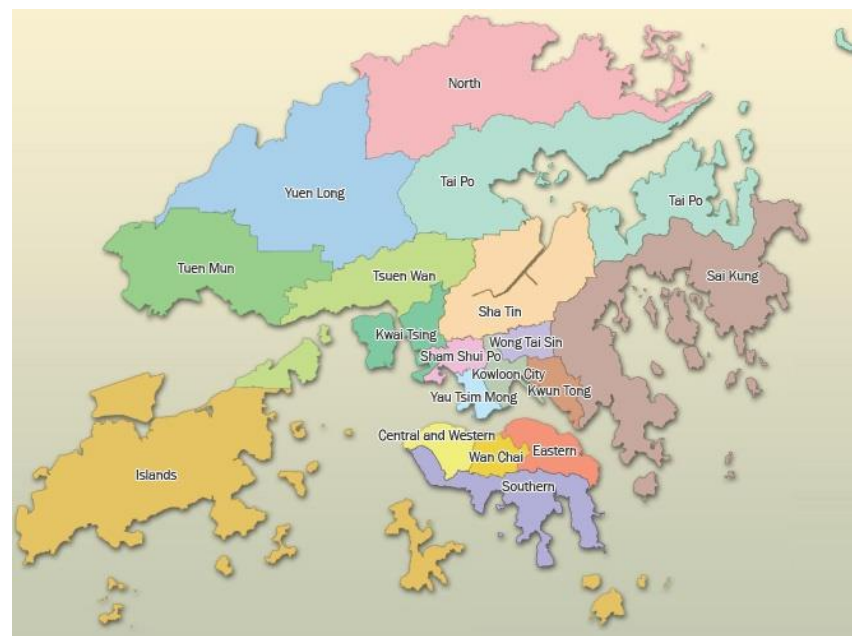 North
Tai Po
Yuen Long
Tai Po
Tuen Mun
Tsuen Wan
Sai Kung
Sha Tin
Kwai Tsing
Wong Tai Sin
Sham Shui Po
Kowloon City
Kwun Tong
Yau Tsim Mong
Central and Western
Wan Chai
Eastern
Islands
Southern